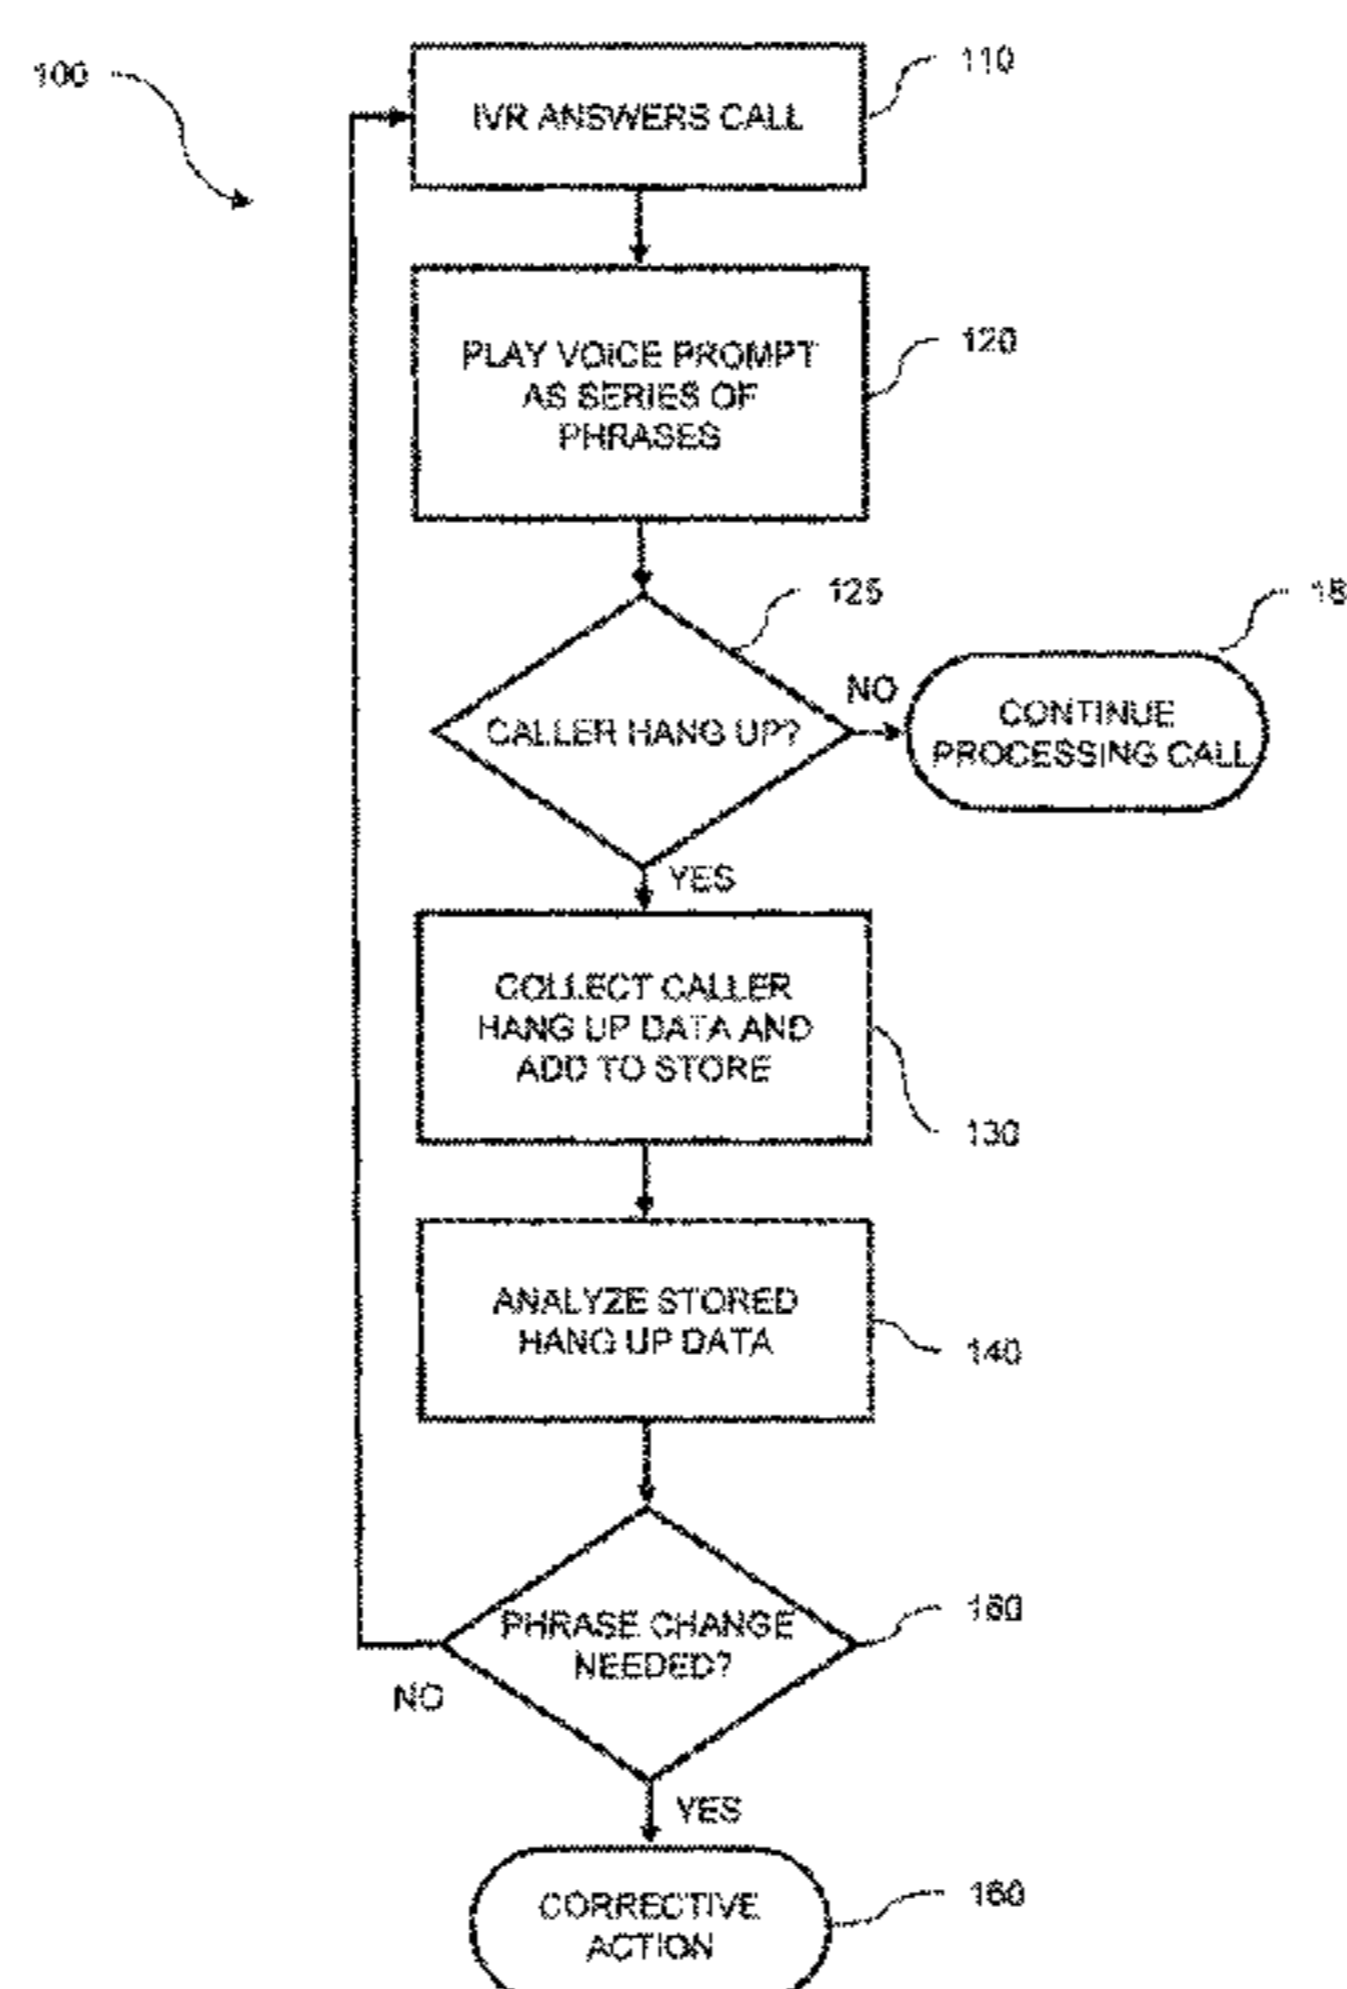 100
110
IVR ANSWERS CALL
120
PLAY VOICE PROMPT
AS SERIES OF
PHRASES
125
18
NO
CALLER HANG UP?
CONTINUE
PROCESSING CALL
YES
COLLECT CALLER
HANG UP DATA AND
ADD TO STORE
130
ANALYZE STORED
HANG UP DATA
140
PHRASE CHANGE
NEEDED?
NO
YES
160
CORRECTIVE
ACTION